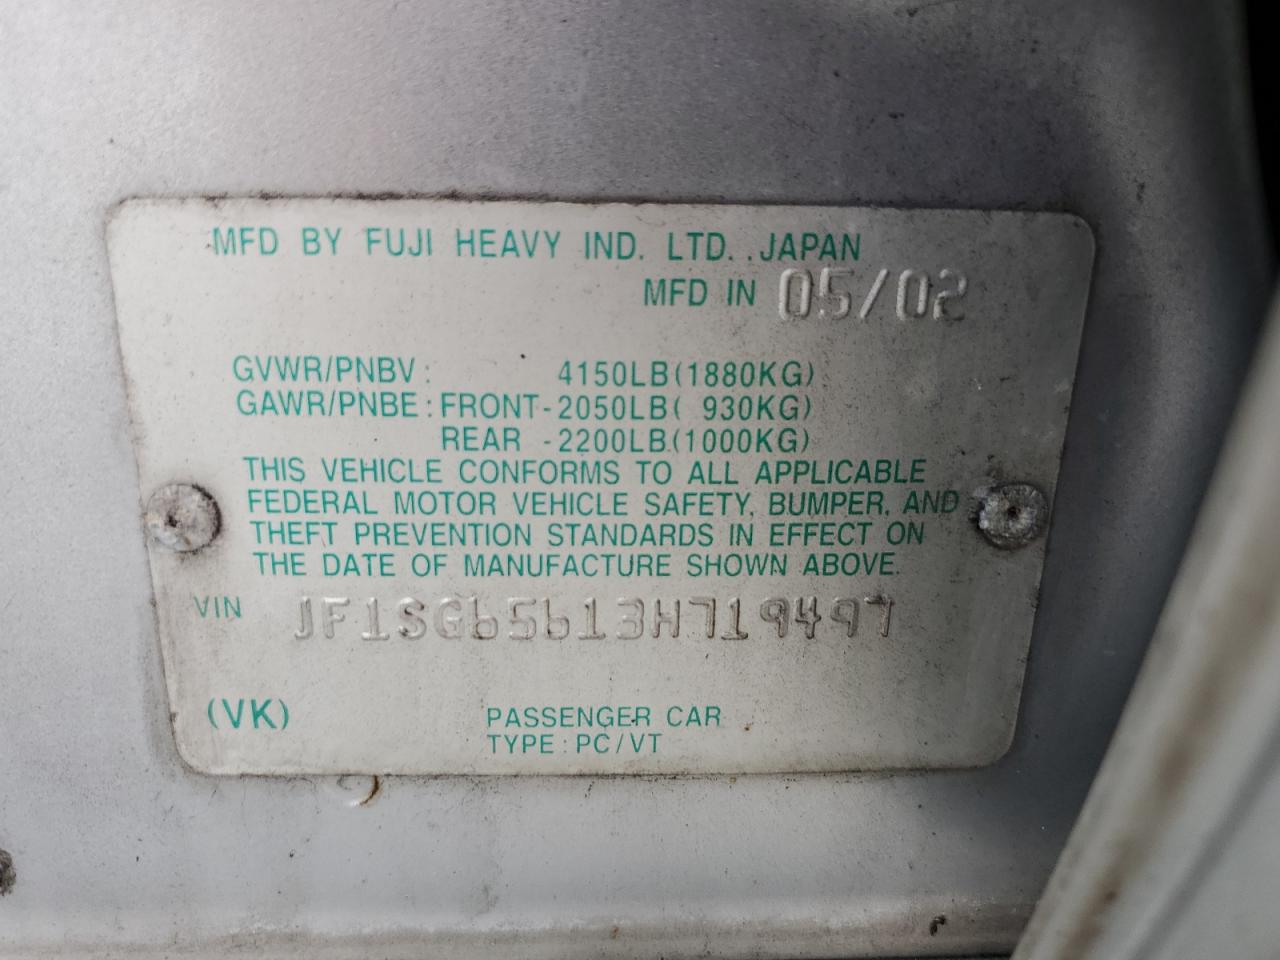 MFD BY FUJI HEAVY IND. LTD. .JAPAN
MFD IN 05/02
GVWR/PNBV : 4150LB(1880KG)
GAWR/PNBE : FRONT-2050LB( 930KG)
REAR -2200LB(1000KG)
THIS VEHICLE CONFORMS TO ALL APPLICABLE
FEDERAL MOTOR VEHICLE SAFETY, BUMPER, AND
THEFT PREVENTION STANDARDS IN EFFECT ON
THE DATE OF MANUFACTURE SHOWN ABOVE.
VIN JF1SG65613H719497
(VK) PASSENGER CAR
TYPE : PC/VT